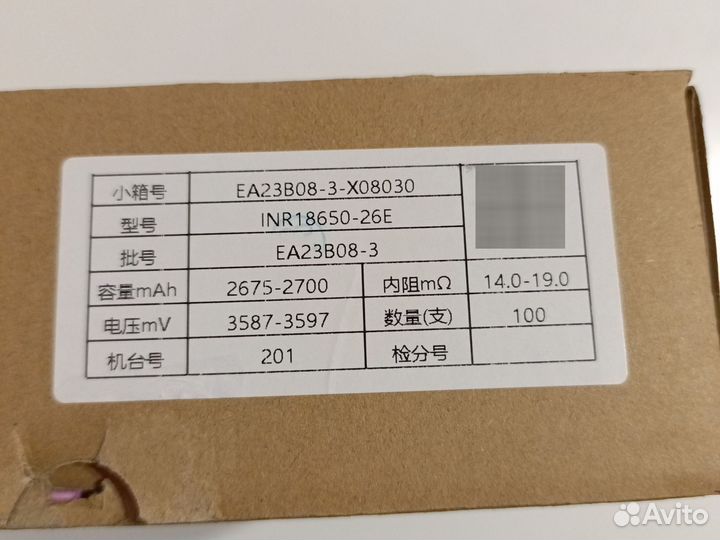 小箱号 EA23B08-3-X08030
型号 INR18650-26E
批号 EA23B08-3
容量mAh 2675-2700 内阻mΩ 14.0-19.0
电压mV 3587-3597 数量(支) 100
机台号 201 检分号
Avito